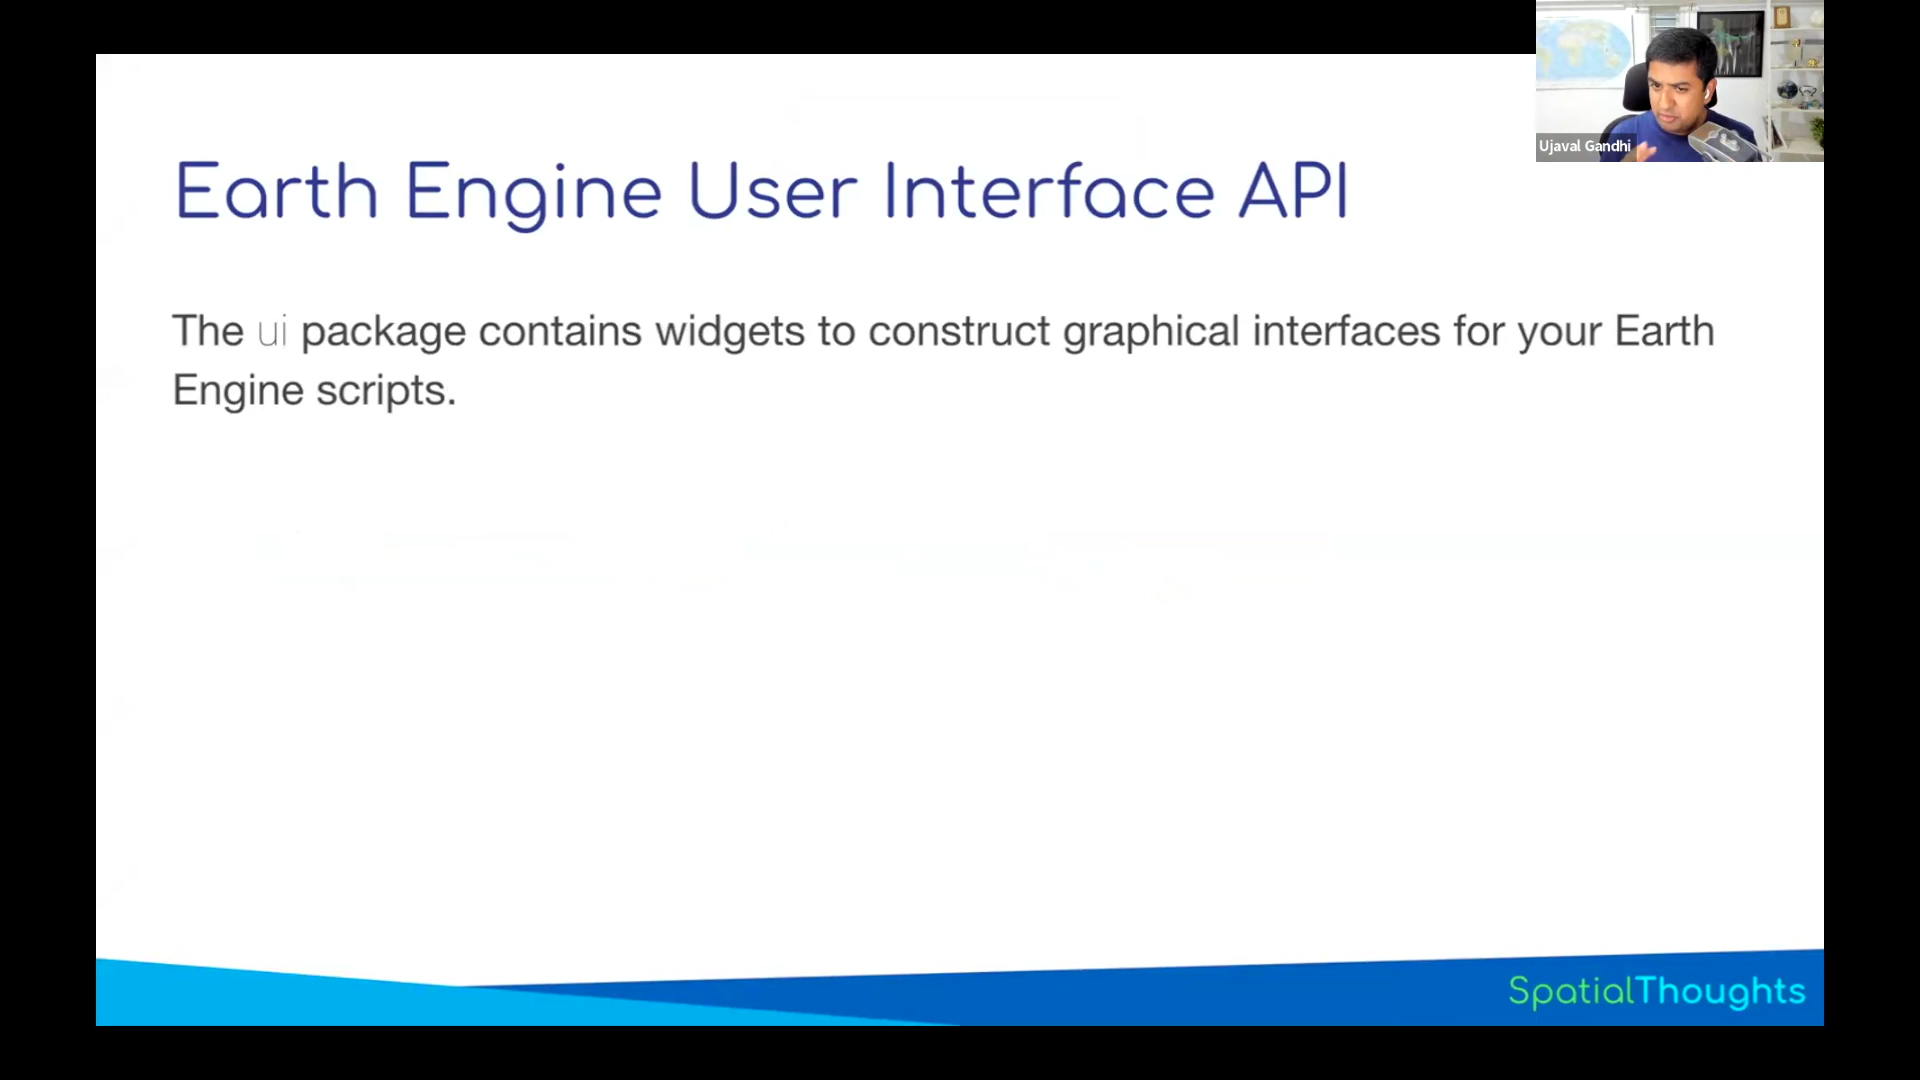 Ujaval Gandhi
Earth Engine User Interface API
The ui package contains widgets to construct graphical interfaces for your Earth
Engine scripts.
SpatialThoughts